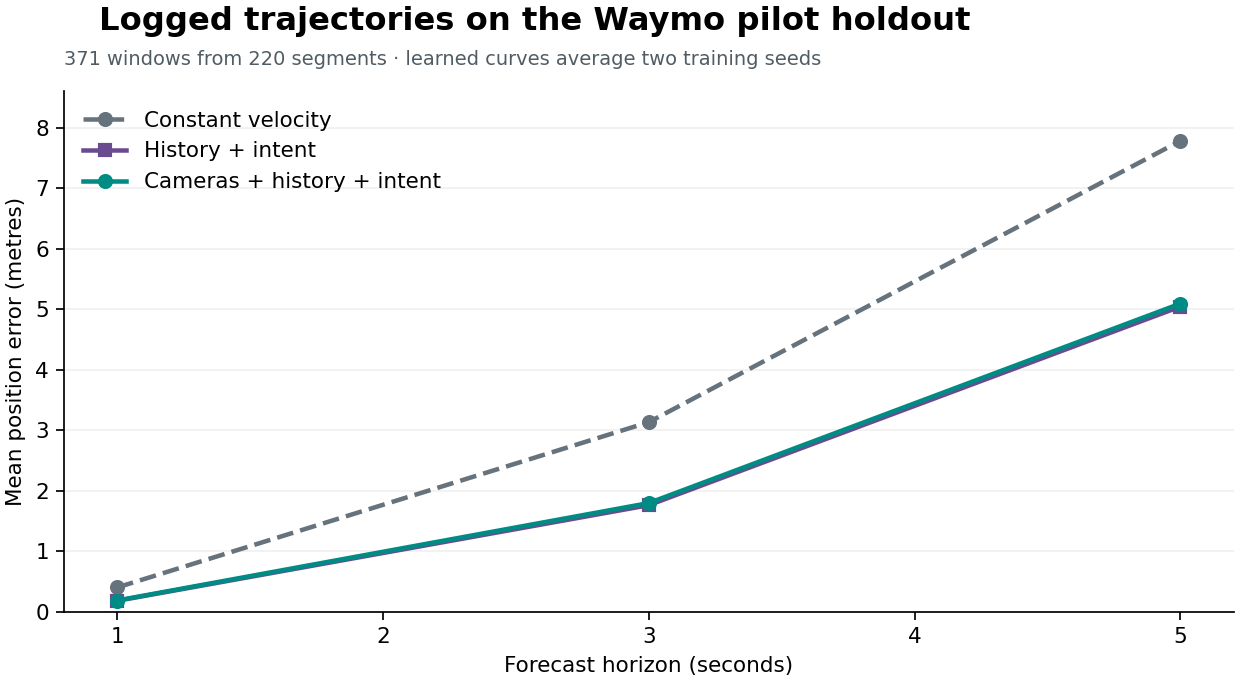 Logged trajectories on the Waymo pilot holdout
371 windows from 220 segments · learned curves average two training seeds
Constant velocity
History + intent
Cameras + history + intent
Mean position error (metres)
8
7
6
5
4
3
2
1
0
1 2 3 4 5
Forecast horizon (seconds)